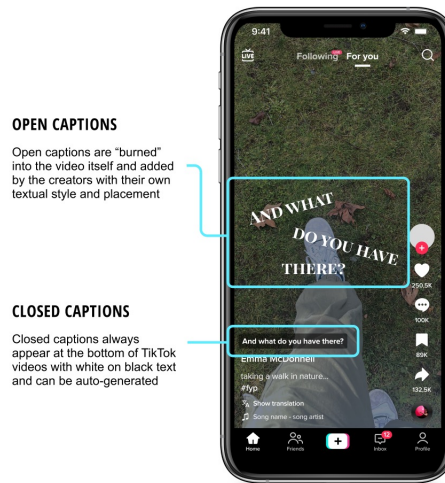 OPEN CAPTIONS
Open captions are “burned”
into the video itself and added
by the creators with their own
textual style and placement
CLOSED CAPTIONS
Closed captions always
appear at the bottom of TikTok
videos with white on black text
and can be auto-generated
9:41
LIVE
Following For you
AND WHAT
DO YOU HAVE
THERE?
250,5K
100K
89K
132,5K
And what do you have there?
Emma McDonnell
taking a walk in nature...
#fyp
Show translation
Song name - song artist
12
Home Friends Inbox Profile